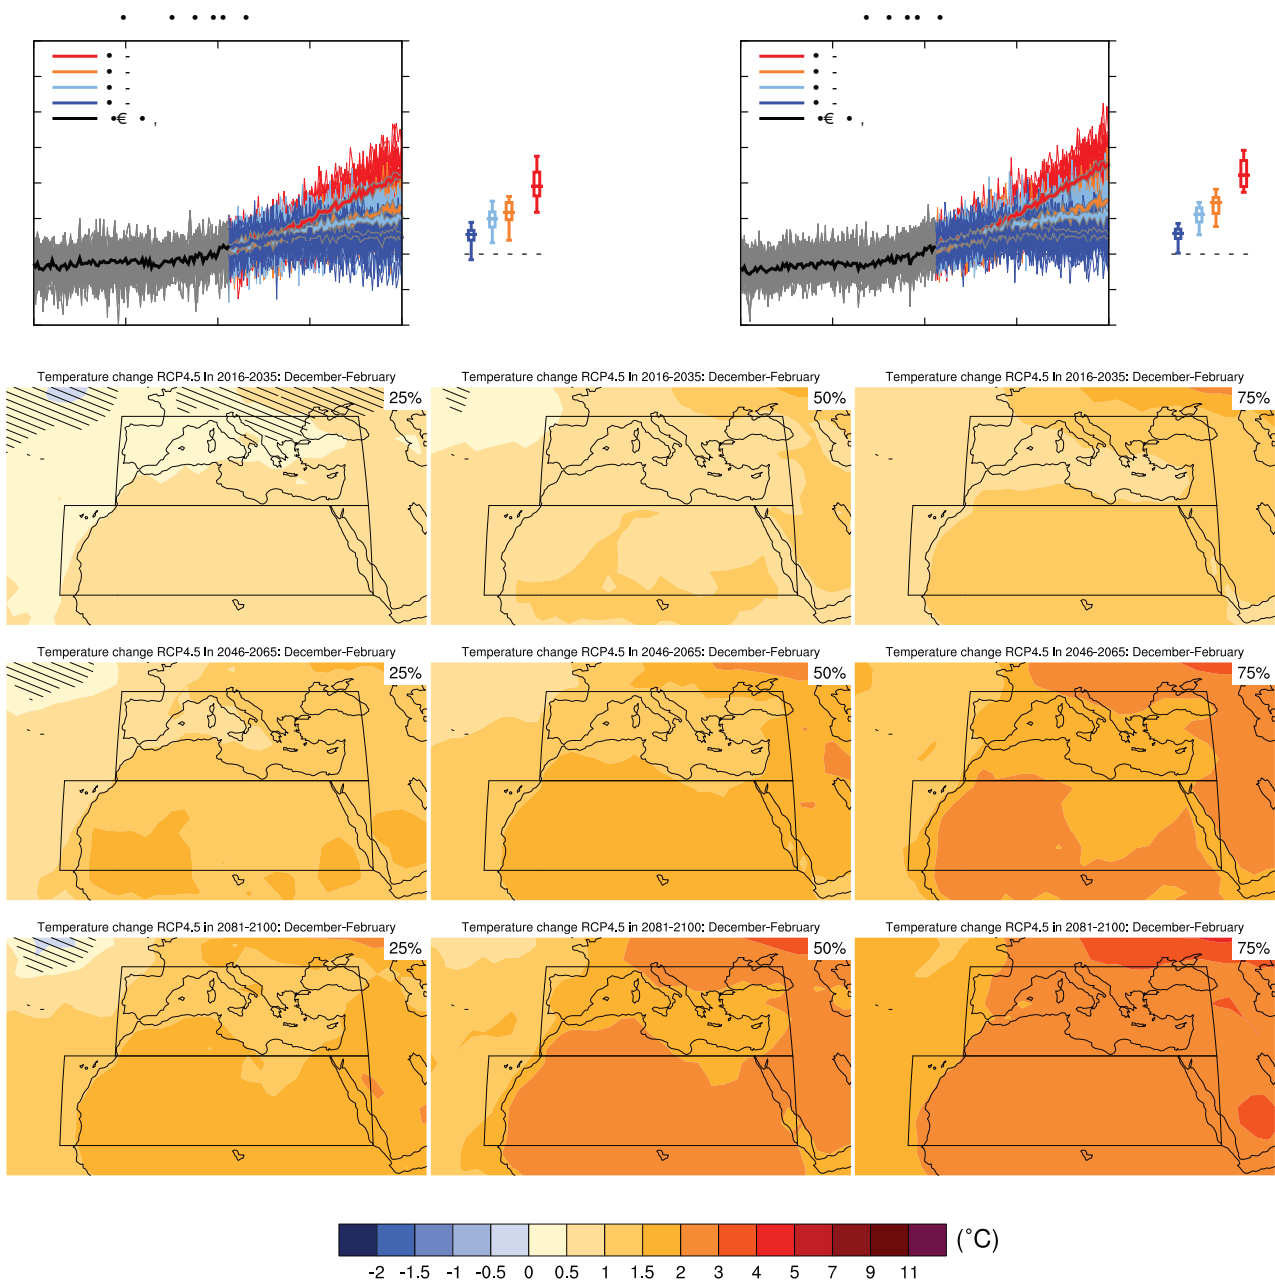 Temperature change RCP4.5 in 2016-2035: December-February
25%
Temperature change RCP4.5 in 2016-2035: December-February
50%
Temperature change RCP4.5 in 2016-2035: December-February
75%
Temperature change RCP4.5 in 2046-2065: December-February
25%
Temperature change RCP4.5 in 2046-2065: December-February
50%
Temperature change RCP4.5 in 2046-2065: December-February
75%
Temperature change RCP4.5 in 2081-2100: December-February
25%
Temperature change RCP4.5 in 2081-2100: December-February
50%
Temperature change RCP4.5 in 2081-2100: December-February
75%
(°C)
-2 -1.5 -1 -0.5 0 0.5 1 1.5 2 3 4 5 7 9 11